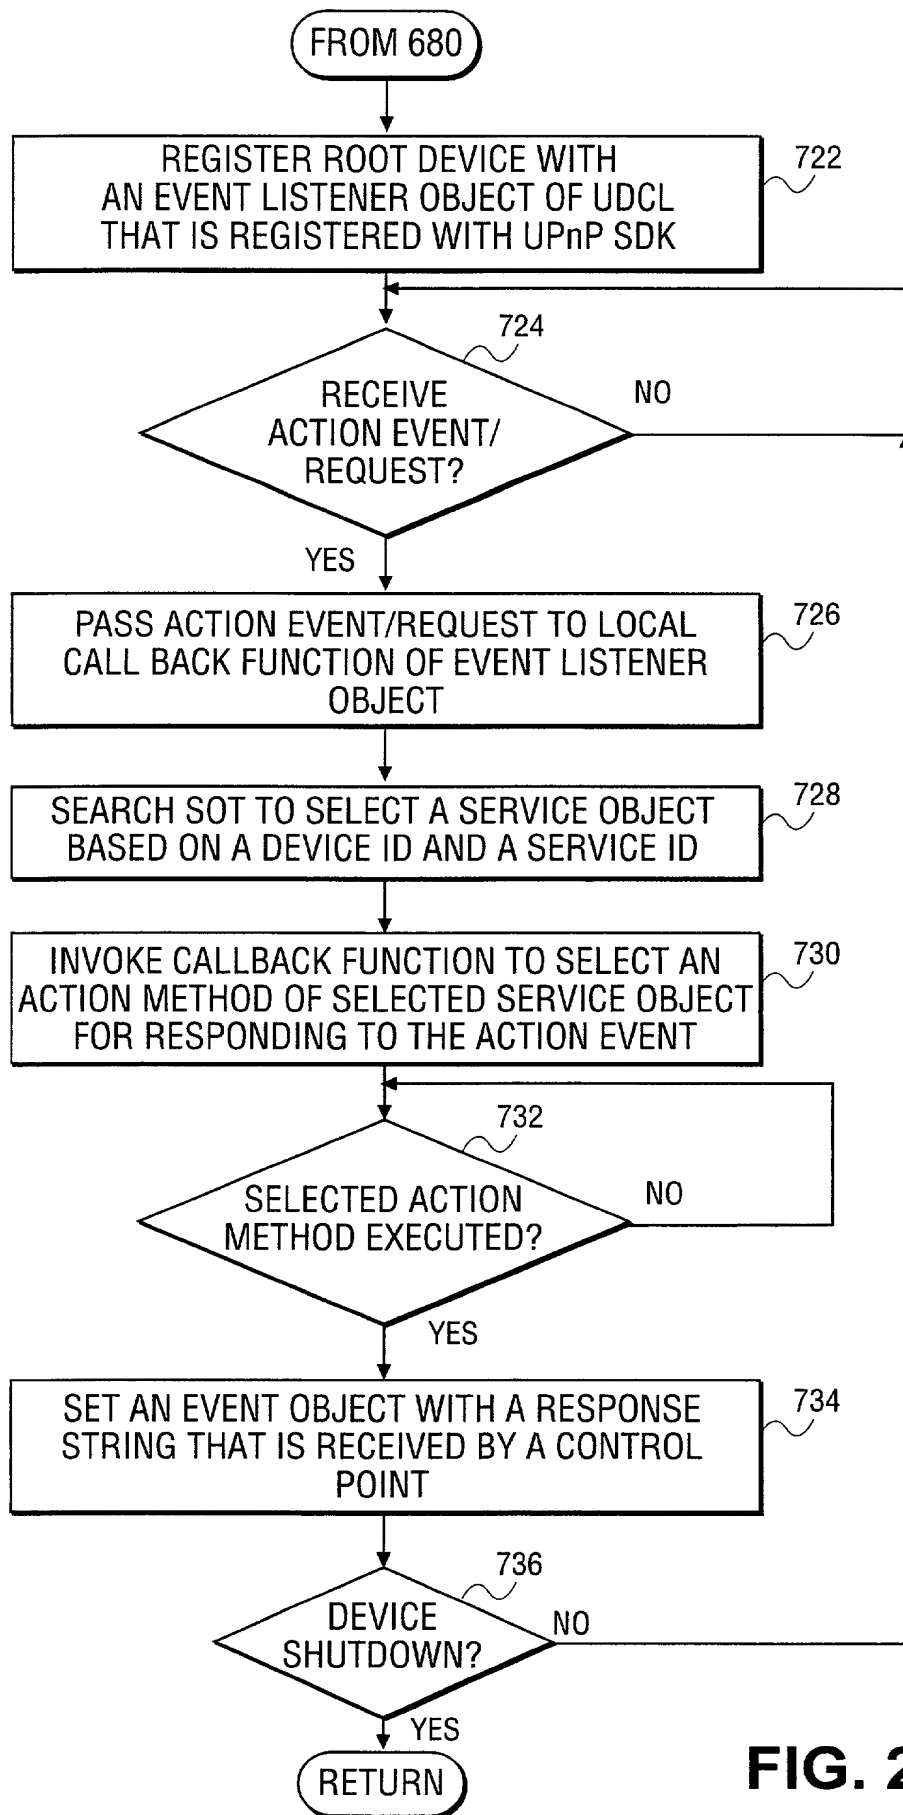 FROM 680
REGISTER ROOT DEVICE WITH
AN EVENT LISTENER OBJECT OF UDCL
THAT IS REGISTERED WITH UPnP SDK
722
724
RECEIVE
ACTION EVENT/
REQUEST?
NO
YES
PASS ACTION EVENT/REQUEST TO LOCAL
CALL BACK FUNCTION OF EVENT LISTENER
OBJECT
726
SEARCH SOT TO SELECT A SERVICE OBJECT
BASED ON A DEVICE ID AND A SERVICE ID
728
INVOKE CALLBACK FUNCTION TO SELECT AN
ACTION METHOD OF SELECTED SERVICE OBJECT
FOR RESPONDING TO THE ACTION EVENT
730
732
SELECTED ACTION
METHOD EXECUTED?
NO
YES
SET AN EVENT OBJECT WITH A RESPONSE
STRING THAT IS RECEIVED BY A CONTROL
POINT
734
736
DEVICE
SHUTDOWN?
NO
YES
RETURN
FIG. 2